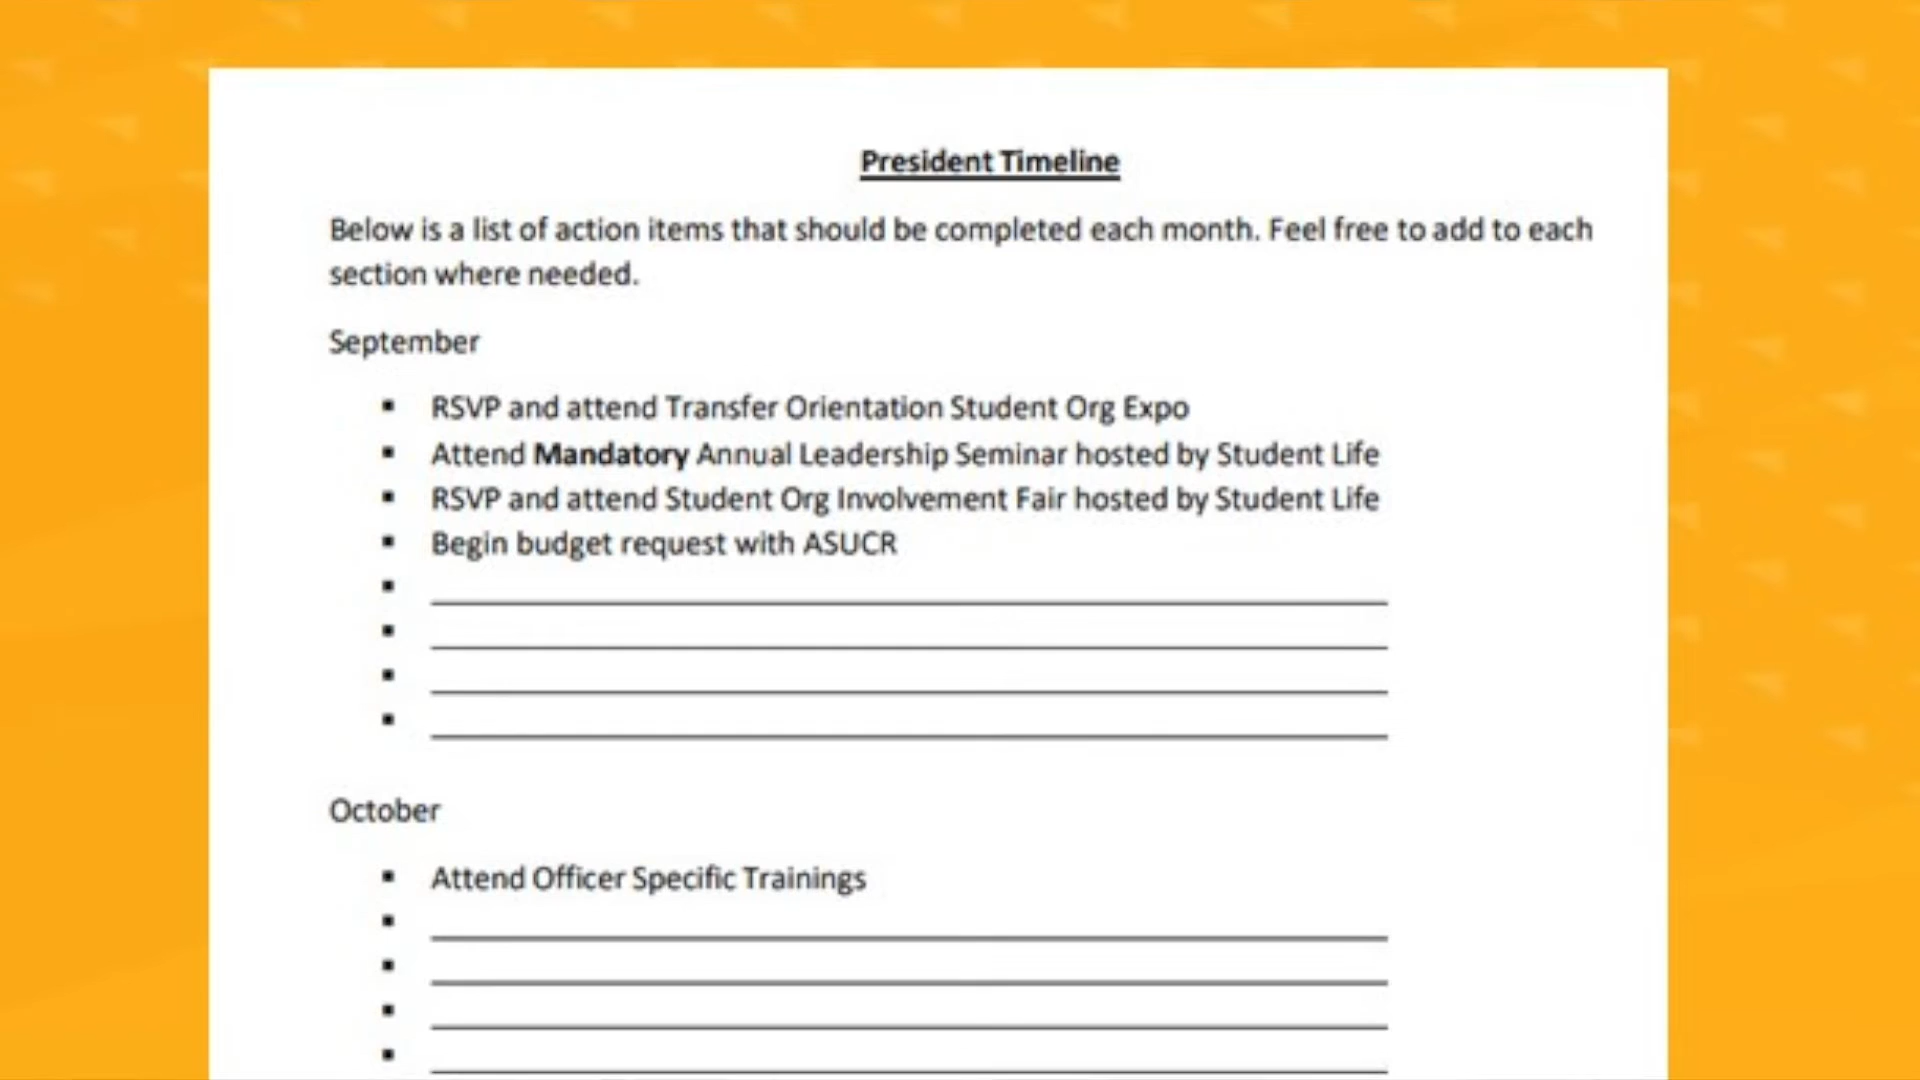 President Timeline
Below is a list of action items that should be completed each month. Feel free to add to each
section where needed.
September
▪ RSVP and attend Transfer Orientation Student Org Expo
▪ Attend Mandatory Annual Leadership Seminar hosted by Student Life
▪ RSVP and attend Student Org Involvement Fair hosted by Student Life
▪ Begin budget request with ASUCR
October
▪ Attend Officer Specific Trainings